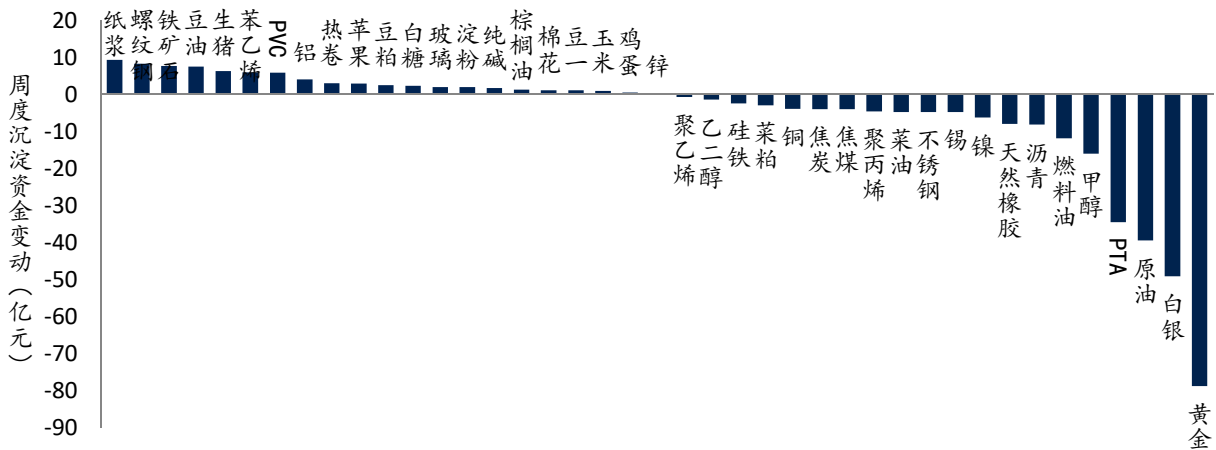 周度沉淀资金变动（亿元）
20
10
0
-10
-20
-30
-40
-50
-60
-70
-80
-90
纸浆
螺纹钢
铁矿石
豆油
生猪
苯乙烯
PVC
铝
热卷
苹果
豆粕
白糖
玻璃
淀粉
纯碱
棕榈油
棉花
豆一
玉米
鸡蛋
锌
聚乙烯
乙二醇
硅铁
菜粕
铜
焦炭
焦煤
聚丙烯
菜油
不锈钢
锡
镍
天然橡胶
沥青
燃料油
甲醇
PTA
原油
白银
黄金